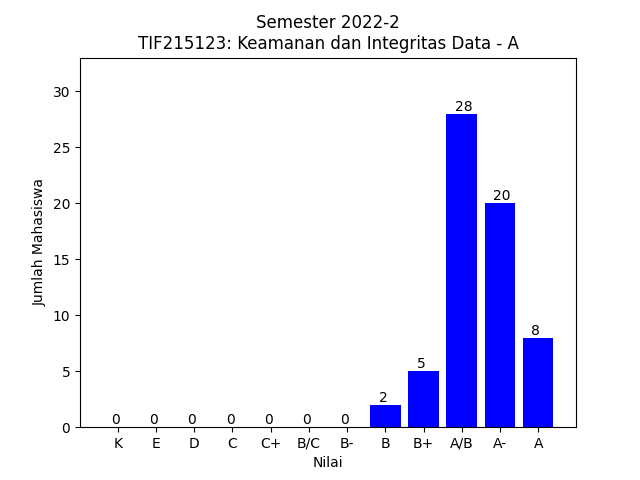 Semester 2022-2
TIF215123: Keamanan dan Integritas Data - A
Jumlah Mahasiswa
30
25
20
15
10
5
0
0 0 0 0 0 0 0 2 5 28 20 8
K E D C C+ B/C B- B B+ A/B A- A
Nilai